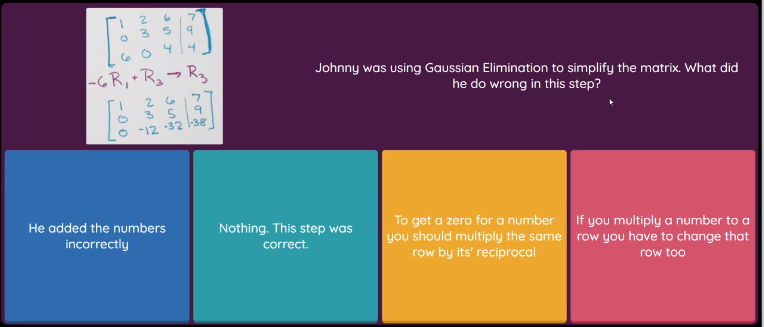 1 2 6 7
0 3 5 9
6 0 4 4
-6R₁ + R₃ → R₃
1 2 6 7
0 3 5 9
0 -12 -32 -38
Johnny was using Gaussian Elimination to simplify the matrix. What did
he do wrong in this step?
He added the numbers
incorrectly
Nothing. This step was
correct.
To get a zero for a number
you should multiply the same
row by its' reciprocal
If you multiply a number to a
row you have to change that
row too